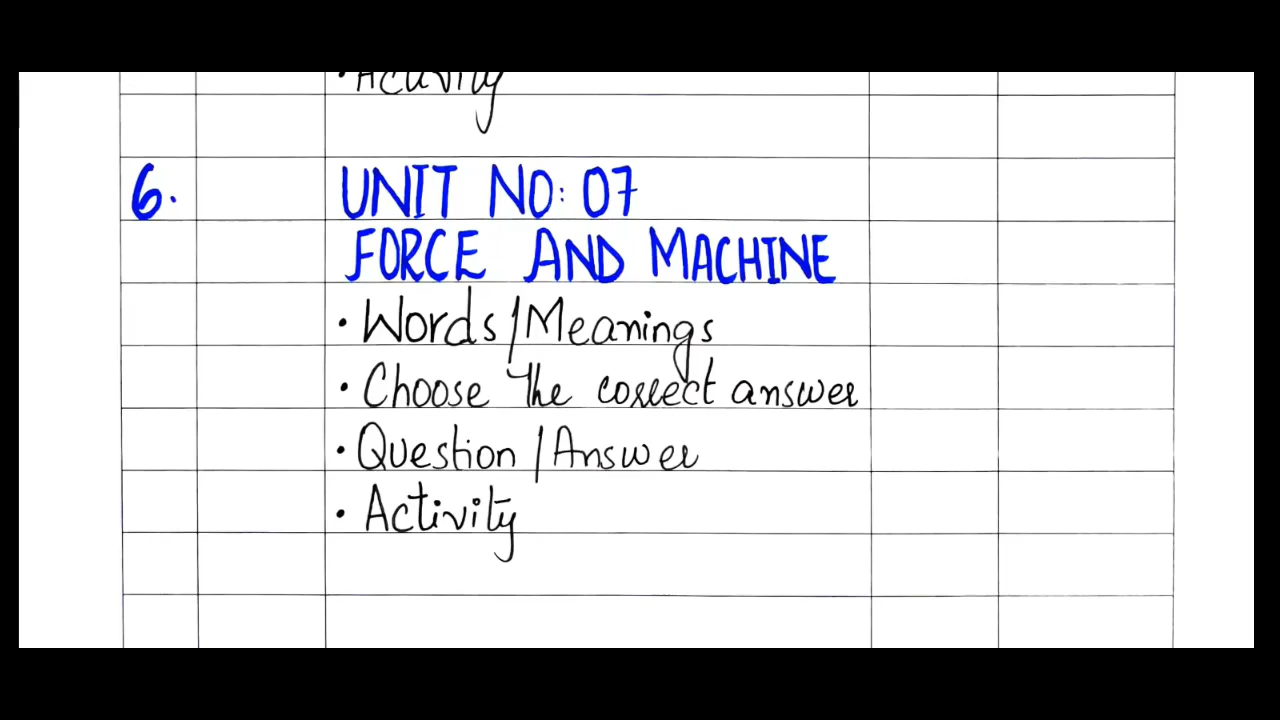 • Activity
6. UNIT NO: 07
FORCE AND MACHINE
• Words/Meanings
• Choose the correct answer
• Question/Answer
• Activity